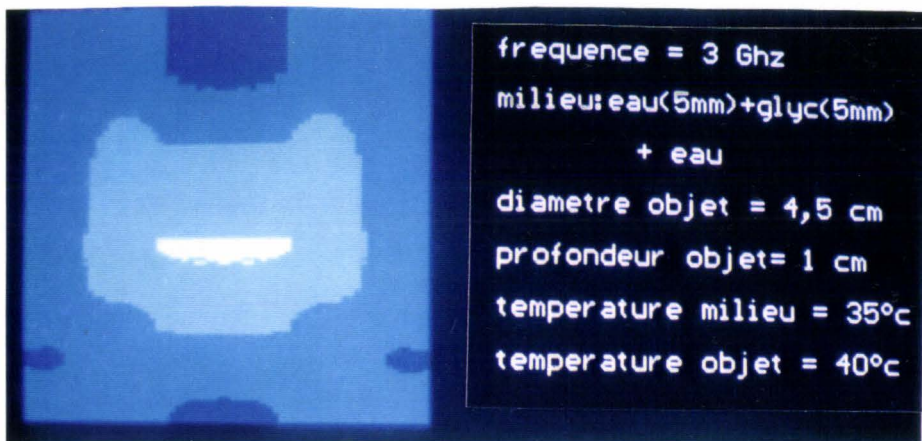 frequence = 3 Ghz
milieu:eau(5mm)+glyc(5mm)
+ eau
diametre objet = 4,5 cm
profondeur objet= 1 cm
temperature milieu = 35°c
temperature objet = 40°c